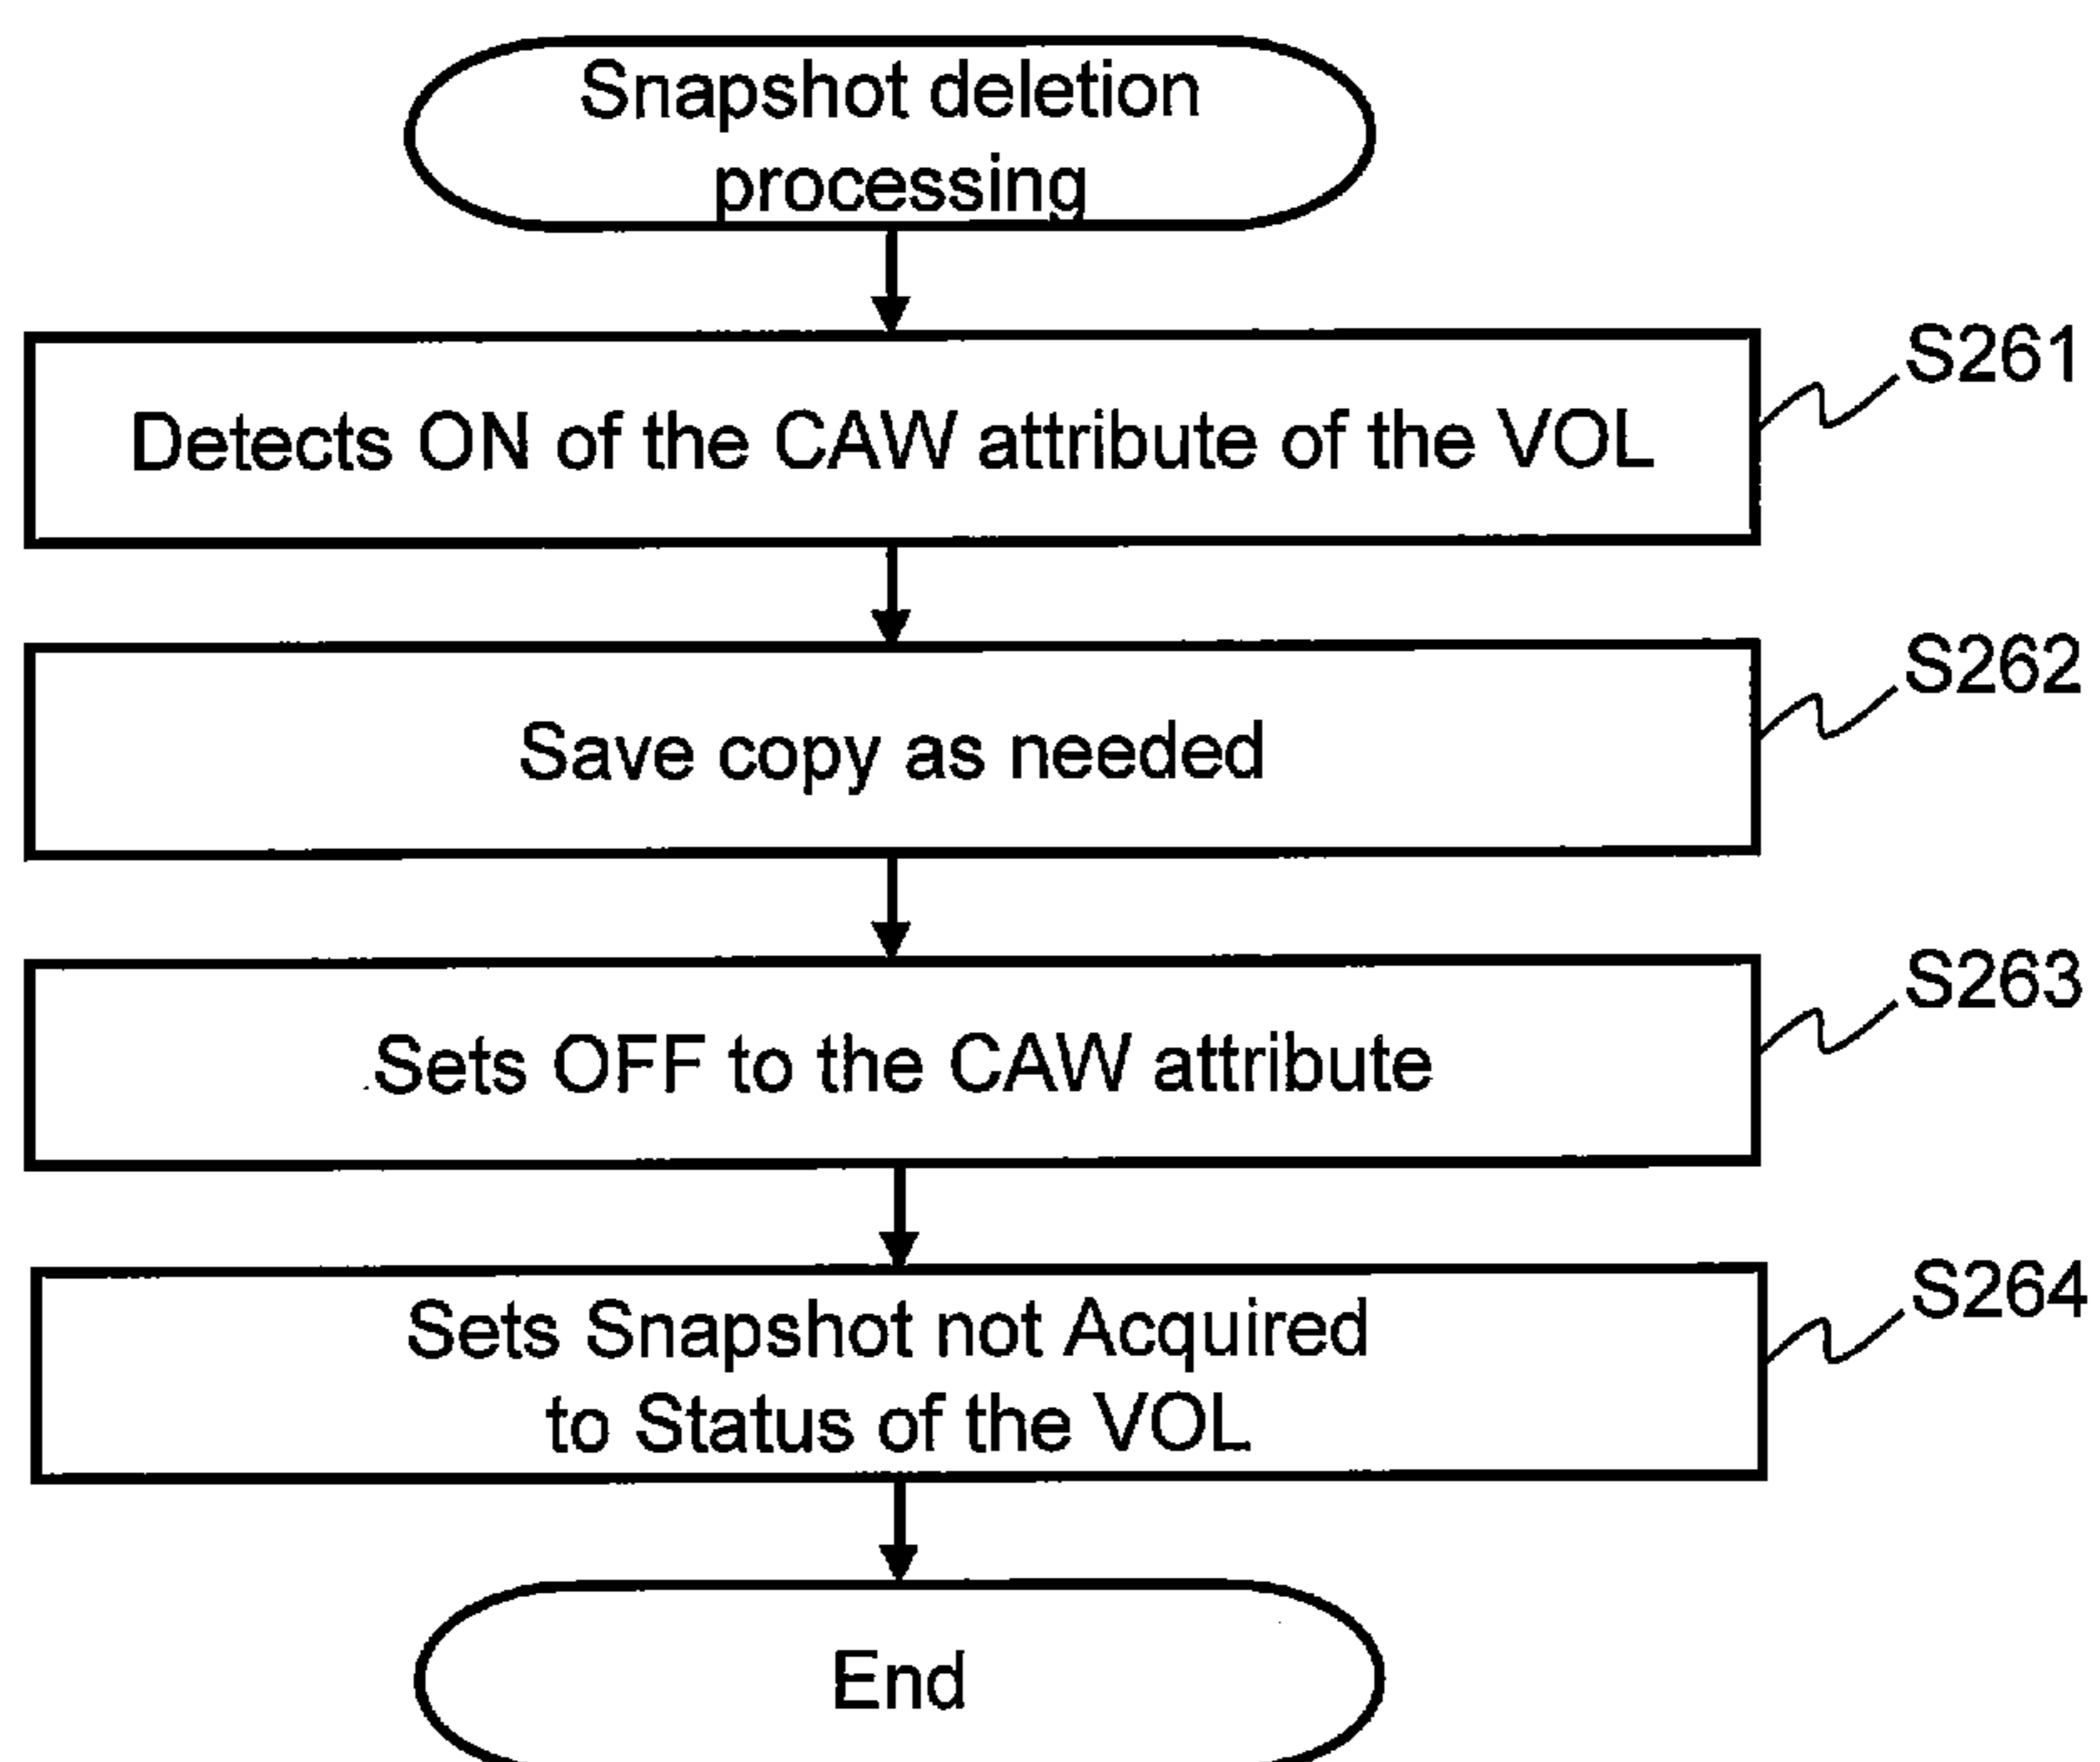 Snapshot deletion
processing
Detects ON of the CAW attribute of the VOL
S261
Save copy as needed
S262
Sets OFF to the CAW attribute
S263
Sets Snapshot not Acquired
to Status of the VOL
S264
End